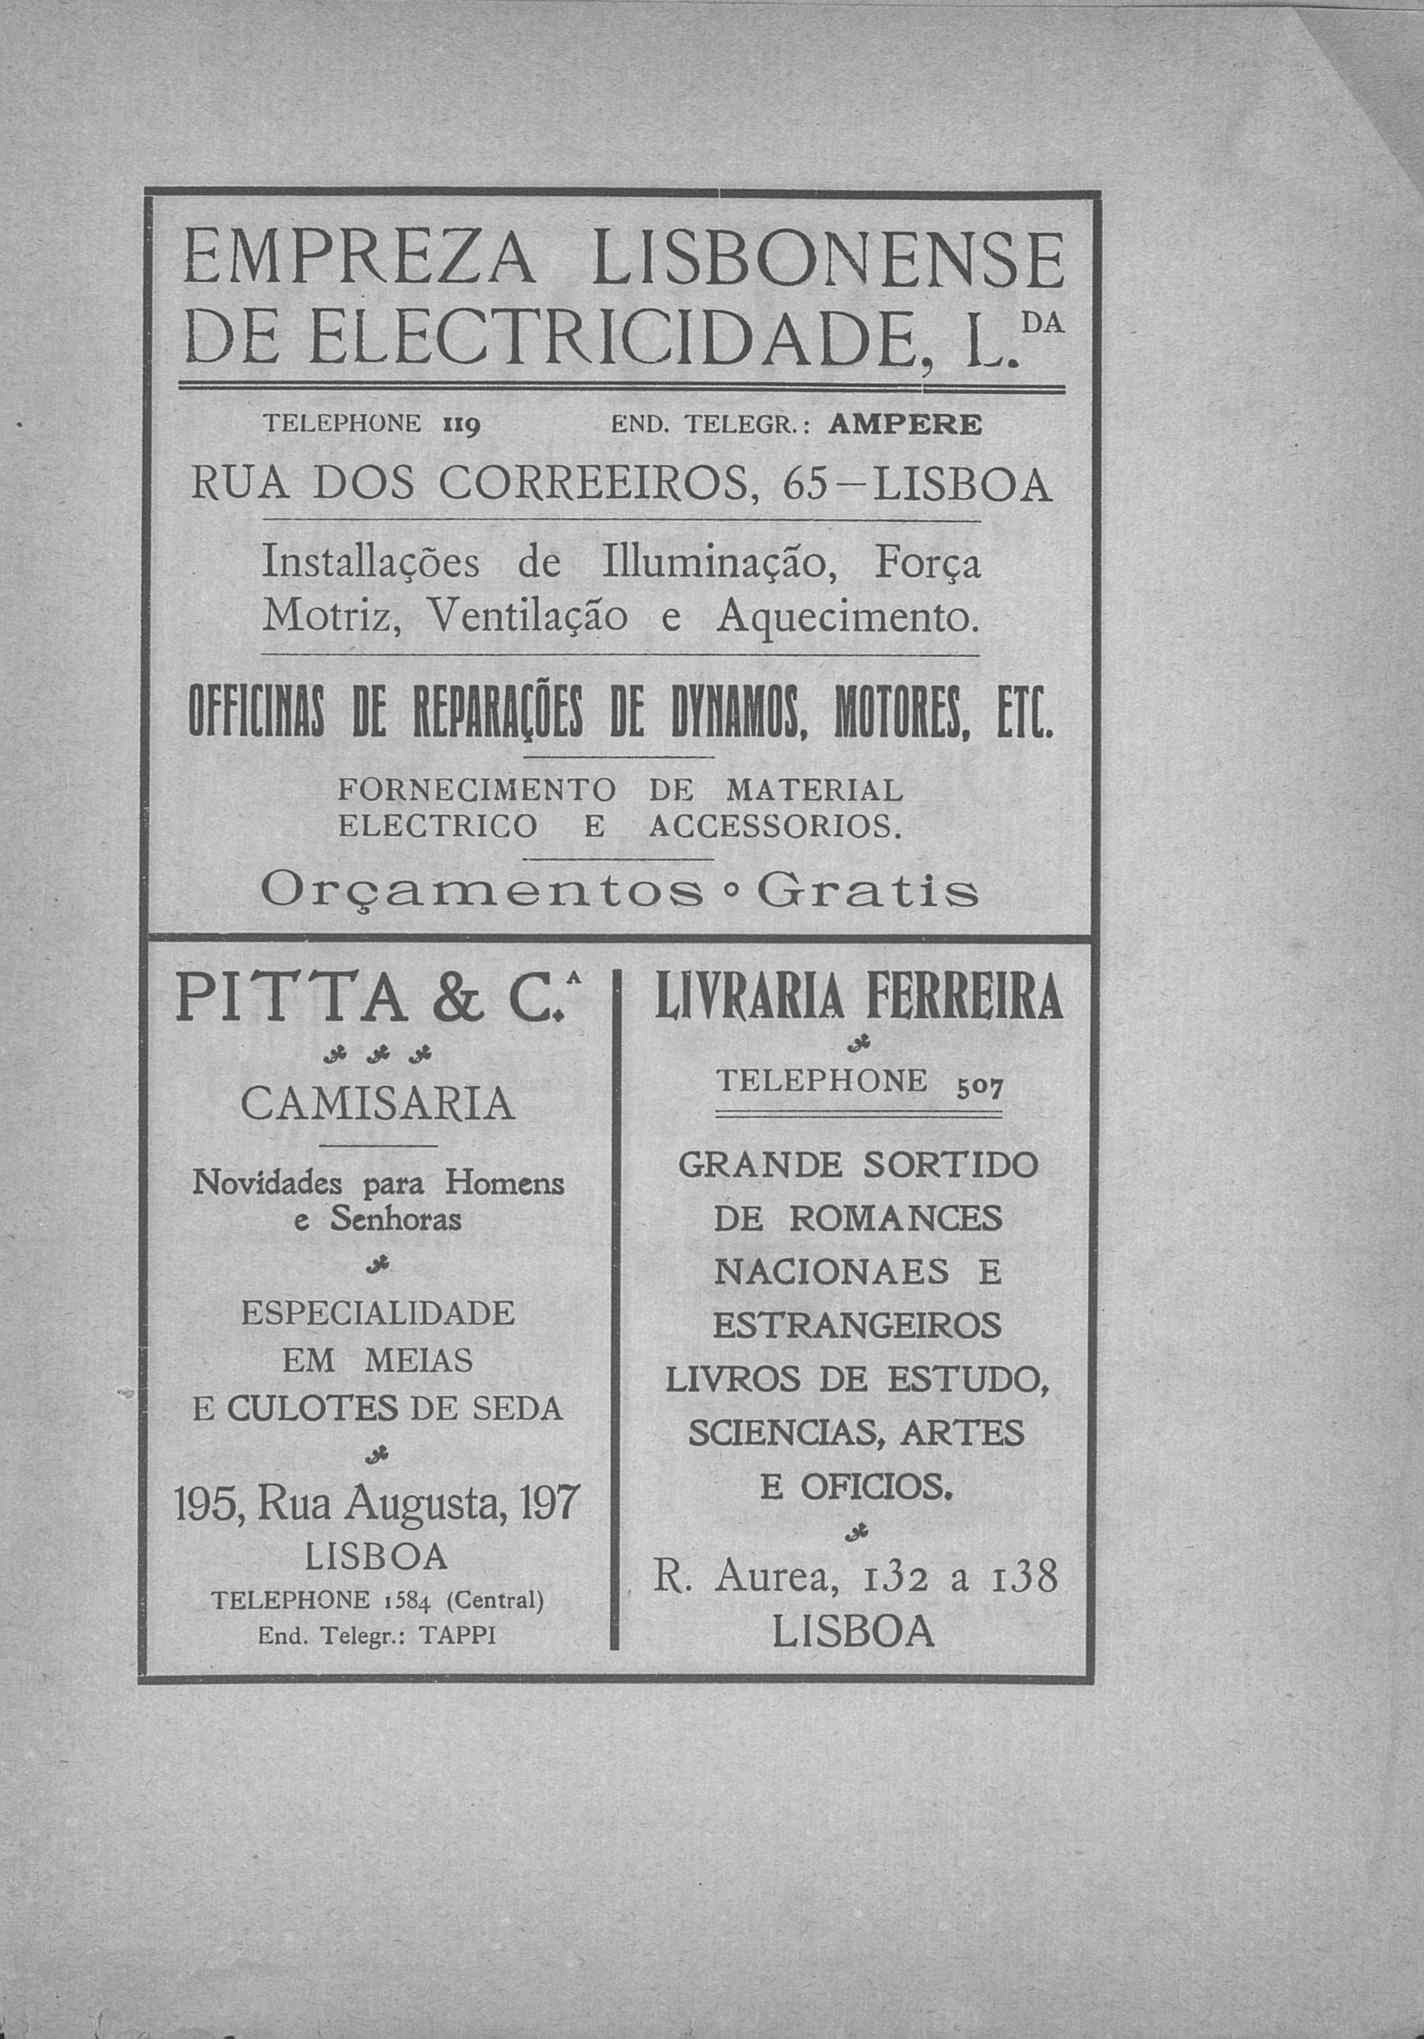 EMPREZA LISBONENSE
DE ELECTRICIDADE, L.DA
TELEPHONE 119 END. TELEGR.: AMPERE
RUA DOS CORREEIROS, 65—LISBOA
Installações de Illuminação, Força
Motriz, Ventilação e Aquecimento.
OFFICINAS DE REPARAÇÕES DE DYNAMOS, MOTORES, ETC.
FORNECIMENTO DE MATERIAL
ELECTRICO E ACCESSORIOS.
Orçamentos o Gratis
PITTA & C.A
CAMISARIA
Novidades para Homens
e Senhoras
ESPECIALIDADE
EM MEIAS
E CULOTES DE SEDA
195, Rua Augusta, 197
LISBOA
TELEPHONE 1584 (Central)
End. Telegr.: TAPPI
LIVRARIA FERREIRA
TELEPHONE 507
GRANDE SORTIDO
DE ROMANCES
NACIONAES E
ESTRANGEIROS
LIVROS DE ESTUDO,
SCIENCIAS, ARTES
E OFICIOS.
R. Aurea, 132 a 138
LISBOA